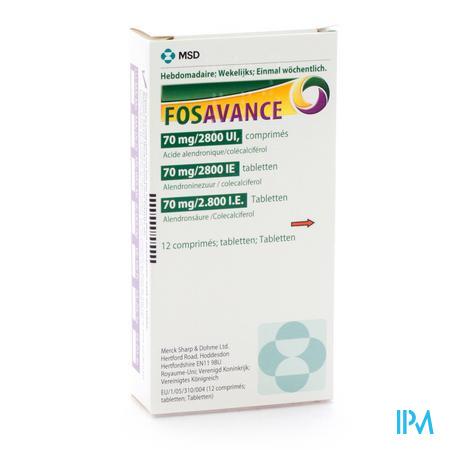 MSD
Hebdomadaire; Wekelijks; Einmal wöchentlich.
FOSAVANCE
70 mg/2800 UI, comprimés
Acide alendronique/colécalciférol
70 mg/2800 IE tabletten
Alendroninezuur / colecalciferol
70 mg/2.800 I.E. Tabletten
Alendronsäure /Colecalciferol
12 comprimés; tabletten; Tabletten
Merck Sharp & Dohme Ltd.
Hertford Road, Hoddesdon
Hertfordshire EN11 9BU
Royaume-Uni; Verenigd Koninkrijk;
Vereinigtes Königreich
EU/1/05/310/004 (12 comprimés;
tabletten; Tabletten)
IPM